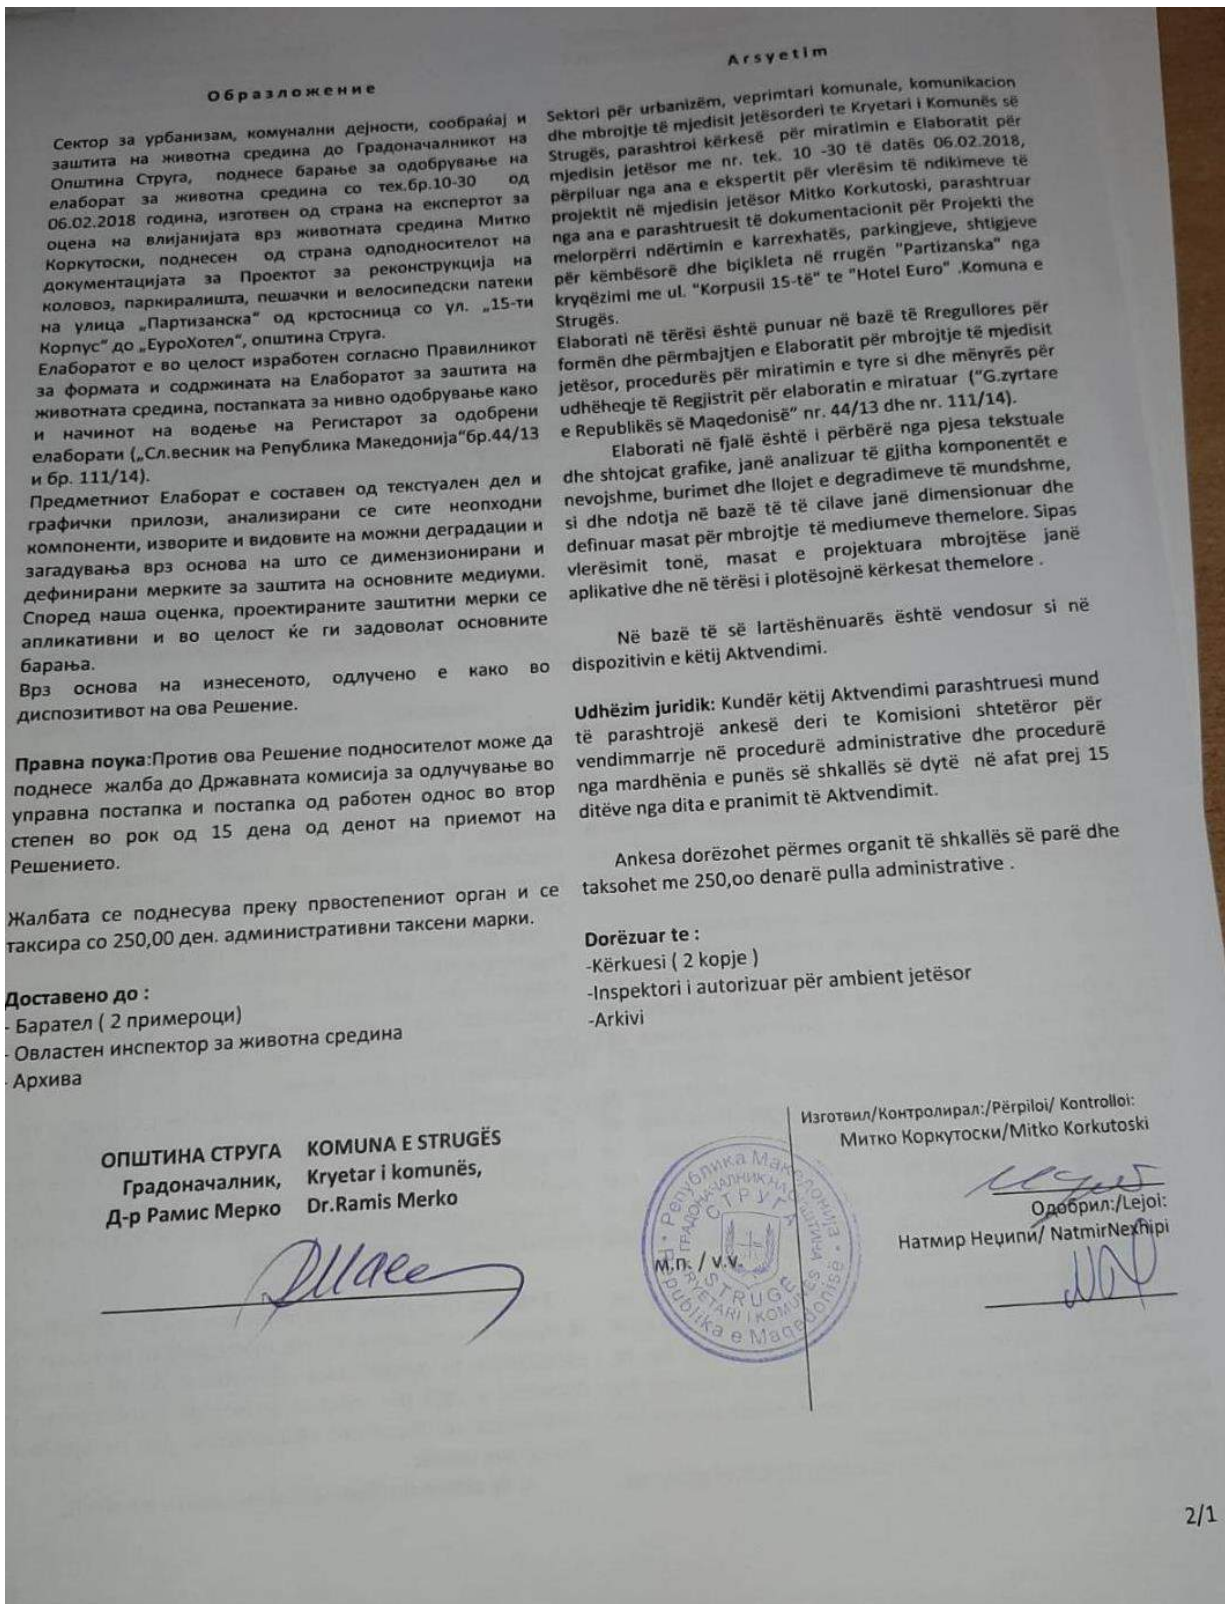 Образложение
Сектор за урбанизам, комунални дејности, сообраќај и
заштита на животна средина до Градоначалникот на
Општина Струга, поднесе барање за одобрување на
елаборат за животна средина со тех.бр.10-30 од
06.02.2018 година, изготвен од страна на експертот за
оцена на влијанијата врз животната средина Митко
Коркутоски, поднесен од страна одподносителот на
документацијата за Проектот за реконструкција на
коловоз, паркиралишта, пешачки и велосипедски патеки
на улица „Партизанска“ од крстосница со ул. „15-ти
Корпус“ до „ЕуроХотел“, општина Струга.
Елаборатот е во целост изработен согласно Правилникот
за формата и содржината на Елаборатот за заштита на
животната средина, постапката за нивно одобрување како
и начинот на водење на Регистарот за одобрени
елаборати („Сл.весник на Република Македонија“бр.44/13
и бр. 111/14).
Предметниот Елаборат е составен од текстуален дел и
графички прилози, анализирани се сите неопходни
компоненти, изворите и видовите на можни деградации и
загадувања врз основа на што се димензионирани и
дефинирани мерките за заштита на основните медиуми.
Според наша оценка, проектираните заштитни мерки се
апликативни и во целост ќе ги задоволат основните
барања.
Врз основа на изнесеното, одлучено е како во
диспозитивот на ова Решение.
Правна поука:Против ова Решение подносителот може да
поднесе жалба до Државната комисија за одлучување во
управна постапка и постапка од работен однос во втор
степен во рок од 15 дена од денот на приемот на
Решението.
Жалбата се поднесува преку првостепениот орган и се
таксира со 250,00 ден. административни таксени марки.
Доставено до :
- Барател ( 2 примероци)
- Овластен инспектор за животна средина
- Архива
Arsyetim
Sektori për urbanizëm, veprimtari komunale, komunikacion
dhe mbrojtje të mjedisit jetësorderi te Kryetari i Komunës së
Strugës, parashtroi kërkesë për miratimin e Elaboratit për
mjedisin jetësor me nr. tek. 10 -30 të datës 06.02.2018,
përpiluar nga ana e ekspertit për vlerësim të ndikimeve të
projektit në mjedisin jetësor Mitko Korkutoski, parashtruar
nga ana e parashtruesit të dokumentacionit për Projekti the
melorpërri ndërtimin e karrexhatës, parkingjeve, shtigjeve
për këmbësorë dhe biçikleta në rrugën "Partizanska" nga
kryqëzimi me ul. "Korpusii 15-të" te "Hotel Euro" .Komuna e
Strugës.
Elaborati në tërësi është punuar në bazë të Rregullores për
formën dhe përmbajtjen e Elaboratit për mbrojtje të mjedisit
jetësor, procedurës për miratimin e tyre si dhe mënyrës për
udhëheqje të Regjistrit për elaboratin e miratuar ("G.zyrtare
e Republikës së Maqedonisë" nr. 44/13 dhe nr. 111/14).
Elaborati në fjalë është i përbërë nga pjesa tekstuale
dhe shtojcat grafike, janë analizuar të gjitha komponentët e
nevojshme, burimet dhe llojet e degradimeve të mundshme,
si dhe ndotja në bazë të të cilave janë dimensionuar dhe
definuar masat për mbrojtje të mediumeve themelore. Sipas
vlerësimit tonë, masat e projektuara mbrojtëse janë
aplikative dhe në tërësi i plotësojnë kërkesat themelore .
Në bazë të së lartëshënuarës është vendosur si në
dispozitivin e këtij Aktvendimi.
Udhëzim juridik: Kundër këtij Aktvendimi parashtruesi mund
të parashtrojë ankesë deri te Komisioni shtetëror për
vendimmarrje në procedurë administrative dhe procedurë
nga mardhënia e punës së shkallës së dytë në afat prej 15
ditëve nga dita e pranimit të Aktvendimit.
Ankesa dorëzohet përmes organit të shkallës së parë dhe
taksohet me 250,oo denarë pulla administrative .
Dorëzuar te :
-Kërkuesi ( 2 kopje )
-Inspektori i autorizuar për ambient jetësor
-Arkivi
ОПШТИНА СТРУГА KOMUNA E STRUGËS
Градоначалник, Kryetar i komunës,
Д-р Рамис Мерко Dr.Ramis Merko
м.п. / v.v.
Република Македонија
ГРАДОНАЧАЛНИК НА ОПШТИНА
СТРУГА
STRUGË
KRYETARI I KOMUNËS
Republika e Maqedonisë
Изготвил/Контролирал:/Përpiloi/ Kontrolloi:
Митко Коркутоски/Mitko Korkutoski
Одобрил:/Lejoi:
Натмир Неџипи/ NatmirNexhipi
2/1